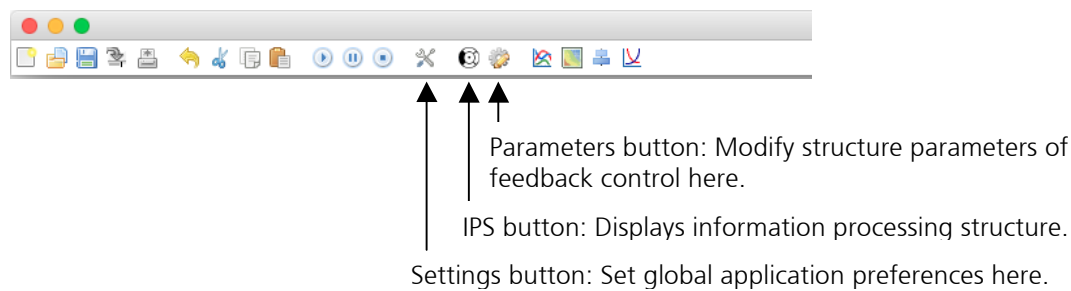 Parameters button: Modify structure parameters of
feedback control here.
IPS button: Displays information processing structure.
Settings button: Set global application preferences here.